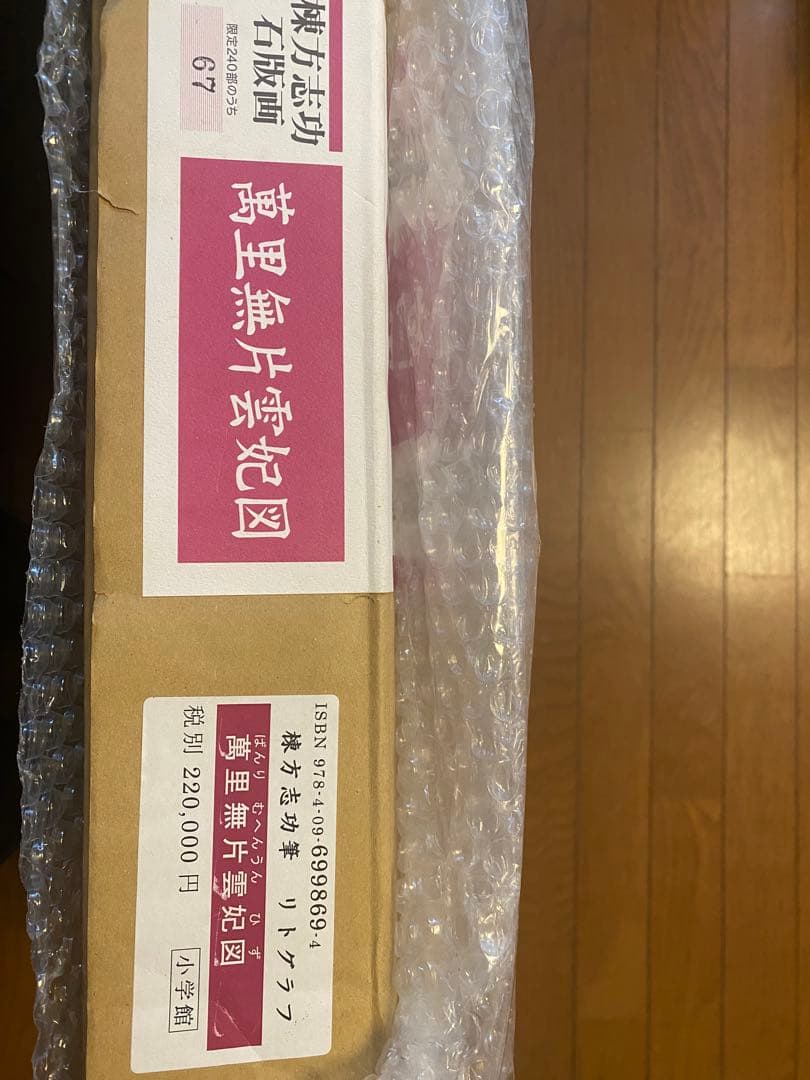 棟方志功
石版画
限定240部のうち
67
萬里無片雲妃図
ISBN 978-4-09-699869-4
棟方志功筆 リトグラフ
ばんり むへんうん ひ ず
萬里無片雲妃図
税別 220,000 円
小学館